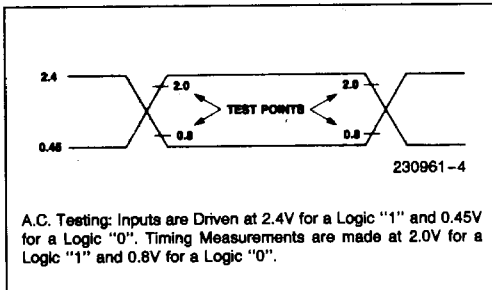 2.4
2.0
2.0
TEST POINTS
0.8
0.8
0.45
230961-4
A.C. Testing: Inputs are Driven at 2.4V for a Logic "1" and 0.45V
for a Logic "0". Timing Measurements are made at 2.0V for a
Logic "1" and 0.8V for a Logic "0".